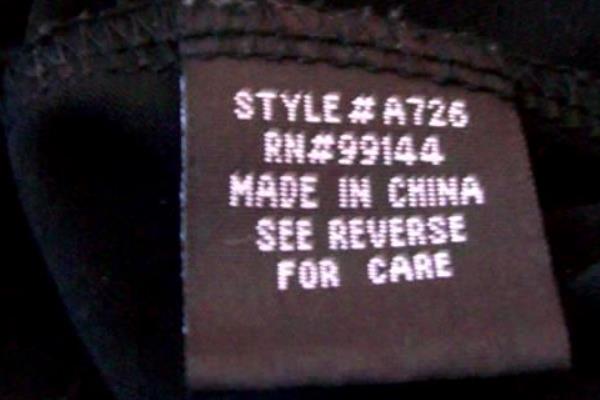 STYLE # A726
RN#99144
MADE IN CHINA
SEE REVERSE
FOR CARE